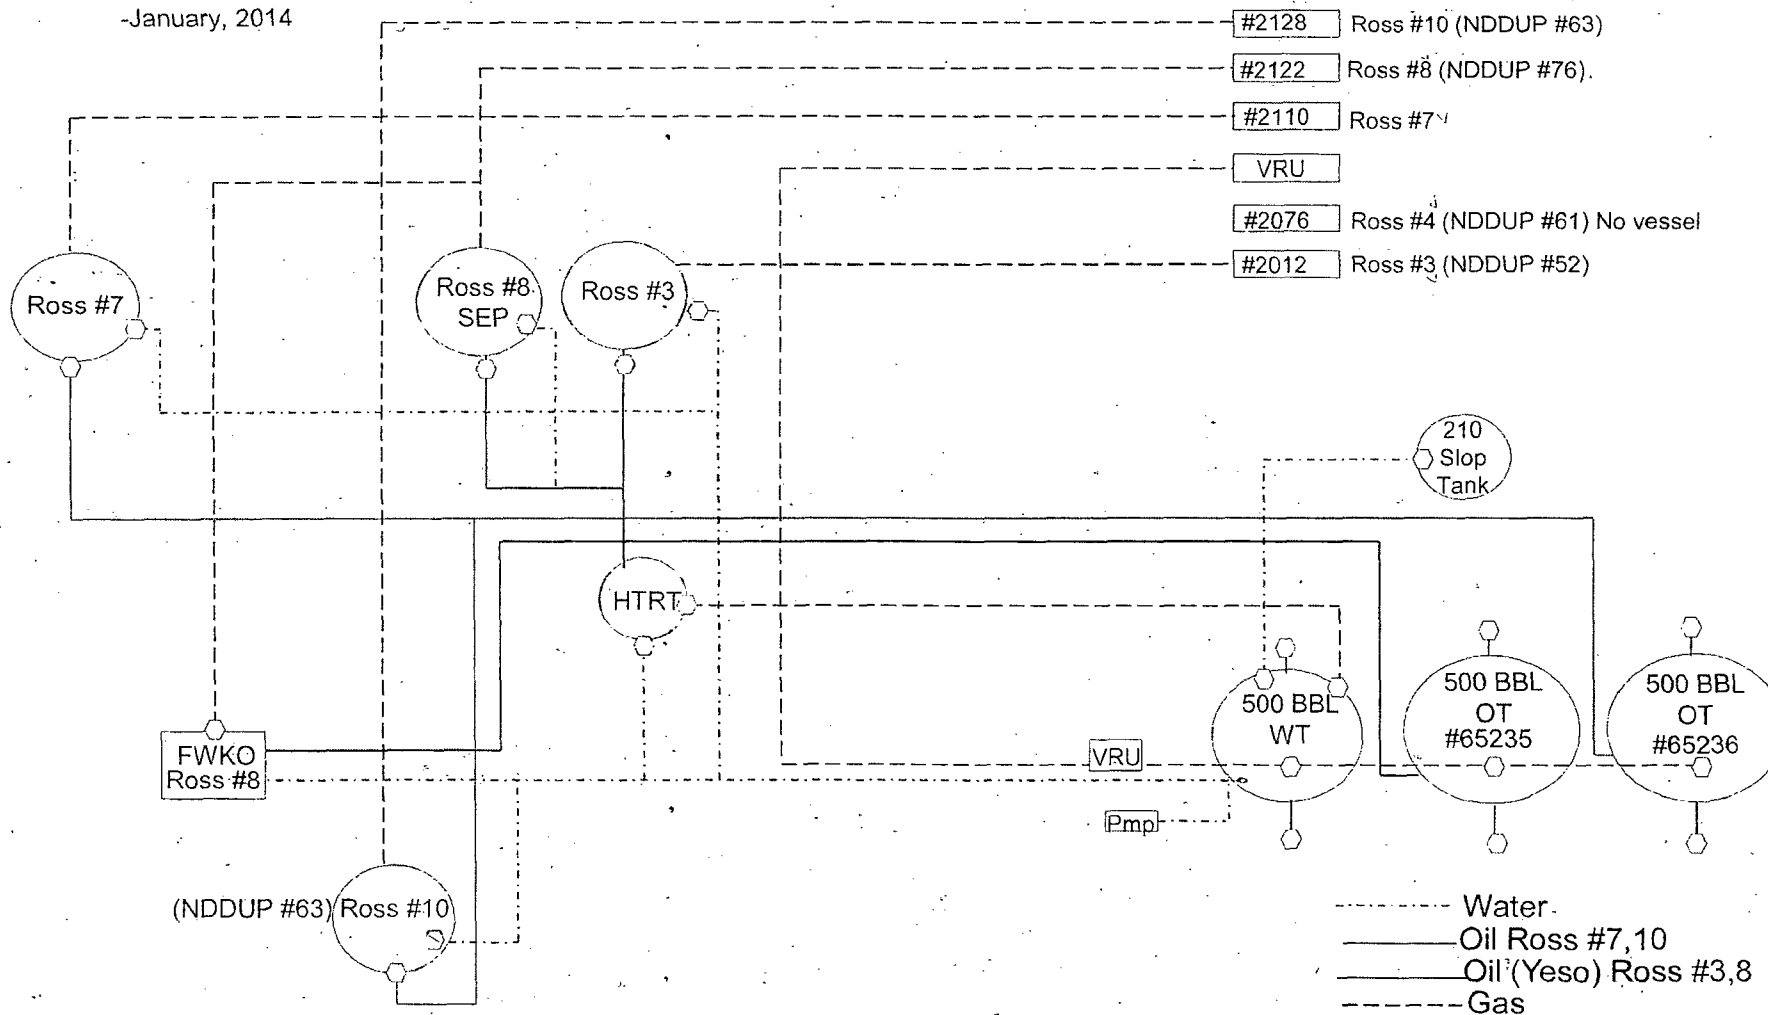 -January, 2014
#2128 Ross #10 (NDDUP #63)
#2122 Ross #8 (NDDUP #76)
#2110 Ross #7
VRU
#2076 Ross #4 (NDDUP #61) No vessel
#2012 Ross #3 (NDDUP #52)
Ross #7
Ross #8
SEP
Ross #3
210
Slop
Tank
HTRT
500 BBL
WT
500 BBL
OT
#65235
500 BBL
OT
#65236
FWKO
Ross #8
VRU
Pmp
(NDDUP #63) Ross #10
Water
Oil Ross #7,10
Oil (Yeso) Ross #3,8
Gas